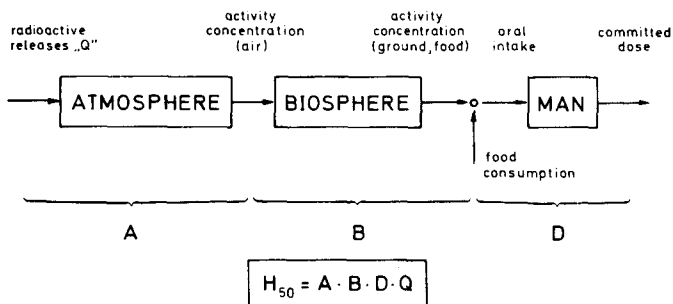 radioactive
releases „Q”
activity
concentration
(air)
activity
concentration
(ground, food)
oral
intake
committed
dose
ATMOSPHERE
BIOSPHERE
MAN
food
consumption
A
B
D
H50 = A · B · D · Q